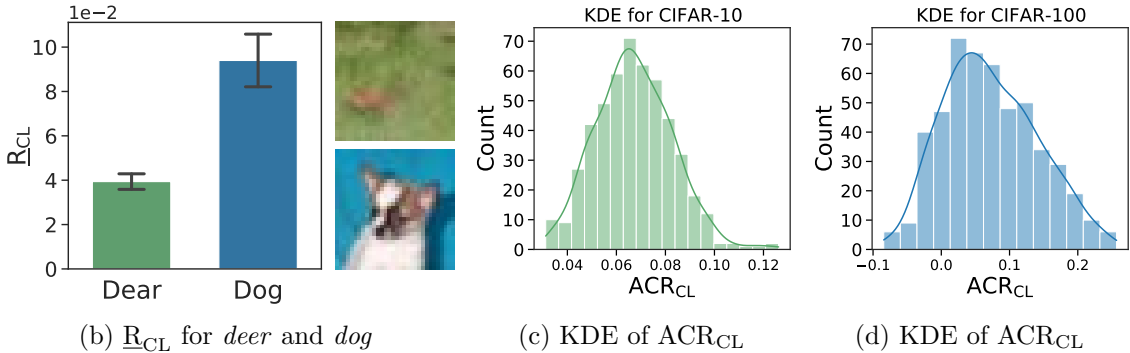 1e−2
10
8
6
4
2
0
R_CL
Dear Dog
(b) R_CL for deer and dog
KDE for CIFAR-10
70
60
50
40
30
20
10
0
Count
0.04 0.06 0.08 0.10 0.12
ACR_CL
(c) KDE of ACR_CL
KDE for CIFAR-100
70
60
50
40
30
20
10
0
Count
−0.1 0.0 0.1 0.2
ACR_CL
(d) KDE of ACR_CL